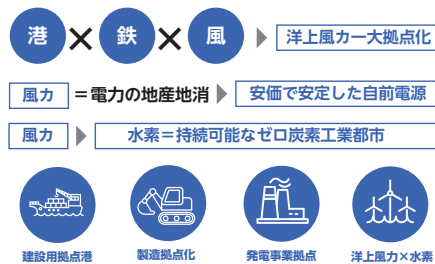 港×鉄×風 ▶ 洋上風力一大拠点化
風力=電力の地産地消 ▶ 安価で安定した自前電源
風力 ▶ 水素=持続可能なゼロ炭素工業都市
建設用拠点港 製造拠点化 発電事業拠点 洋上風力×水素